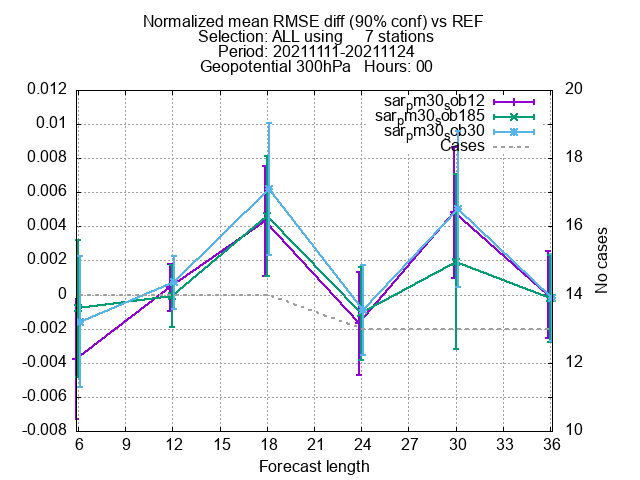 Normalized mean RMSE diff (90% conf) vs REF
Selection: ALL using 7 stations
Period: 20211111-20211124
Geopotential 300hPa Hours: 00
sar_pm30_sob12
sar_pm30_sob185
sar_pm30_sob30
Cases
0.012
0.01
0.008
0.006
0.004
0.002
0
-0.002
-0.004
-0.006
-0.008
20
18
16
14
12
10
No cases
6 9 12 15 18 21 24 27 30 33 36
Forecast length